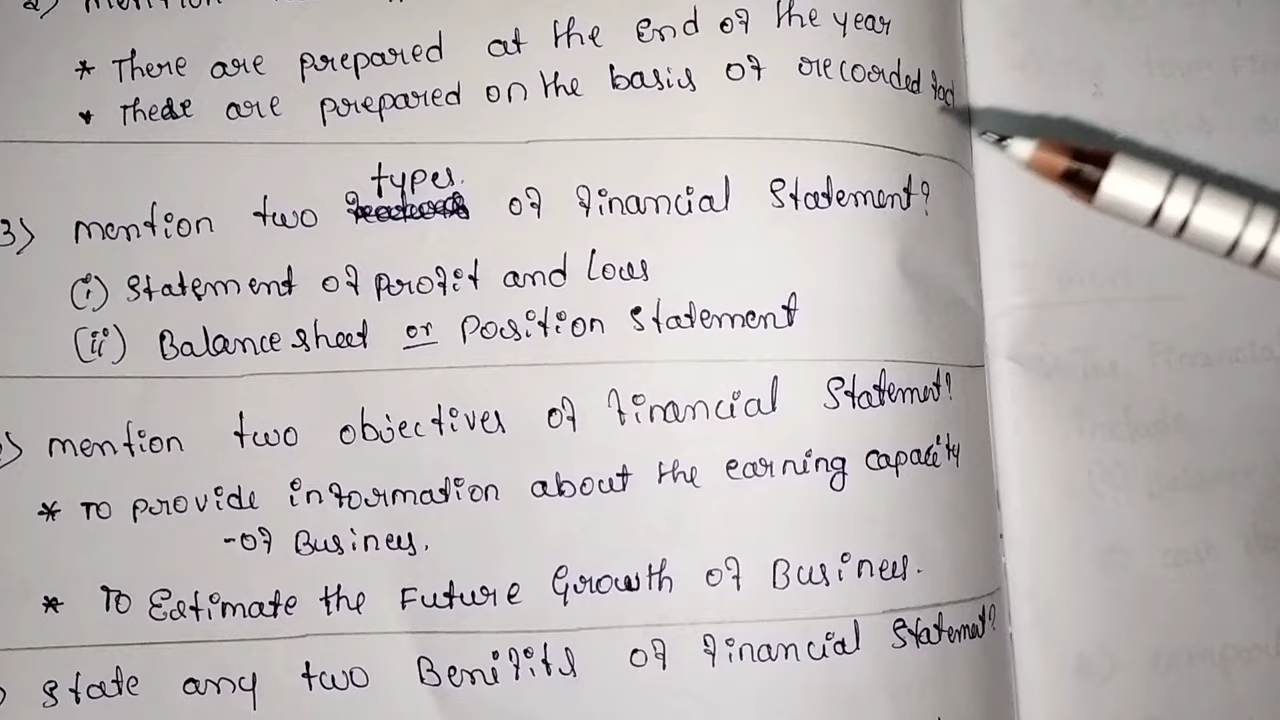 * There are prepared at the end of the year
* These are prepared on the basis of recorded fact
types.
3) mention two of Financial Statement?
(i) Statement of profit and Loss
(ii) Balance sheet or Position statement
mention two objectives of Financial Statement?
* To provide information about the earning capacity
-of Business.
* To Estimate the Future Growth of Business.
State any two Benifits of Financial Statement?